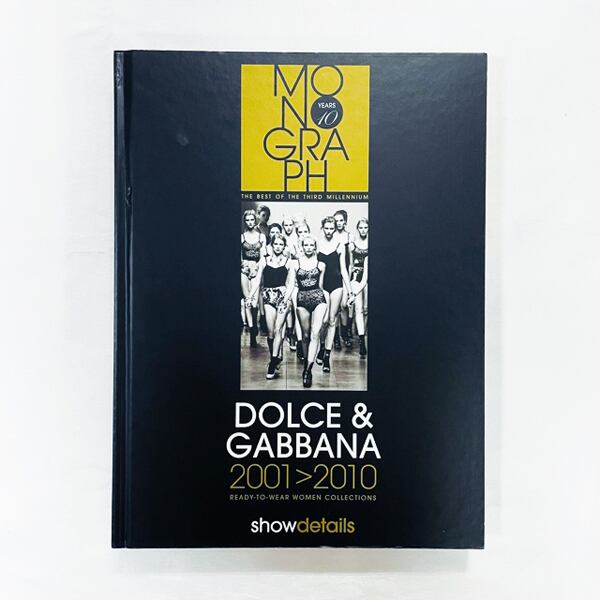 MO
NO
YEARS
10
GRA
PH
THE BEST OF THE THIRD MILLENNIUM
DOLCE &
GABBANA
2001>2010
READY-TO-WEAR WOMEN COLLECTIONS
showdetails